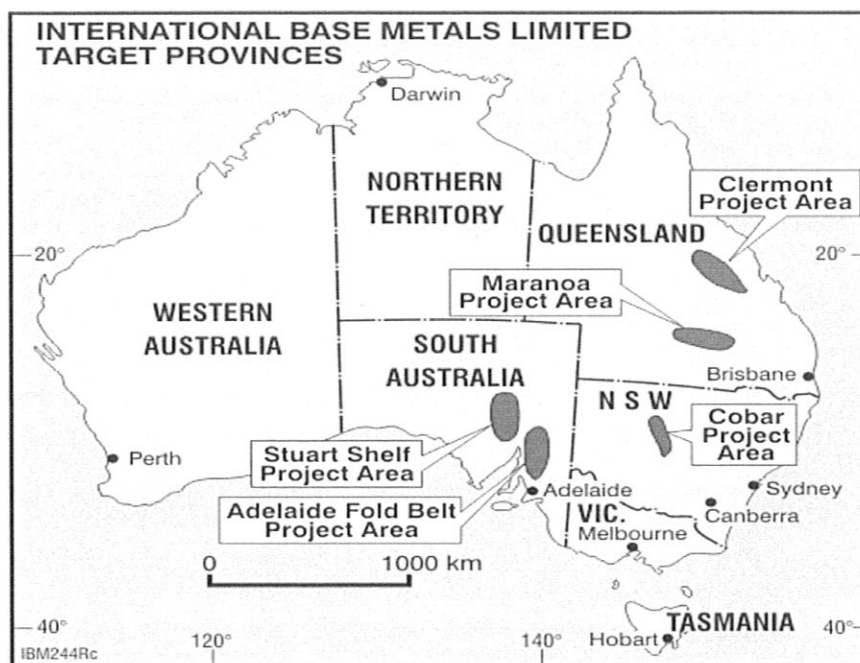 INTERNATIONAL BASE METALS LIMITED
TARGET PROVINCES
Darwin
NORTHERN
TERRITORY
Clermont
Project Area
QUEENSLAND
20°
20°
Maranoa
Project Area
WESTERN
AUSTRALIA
SOUTH
AUSTRALIA
Brisbane
N S W
Cobar
Project
Area
Perth
Stuart Shelf
Project Area
Adelaide
Sydney
Adelaide Fold Belt
Project Area
VIC.
Canberra
Melbourne
0 1000 km
TASMANIA
40°
40°
Hobart
IBM244Rc
120°
140°